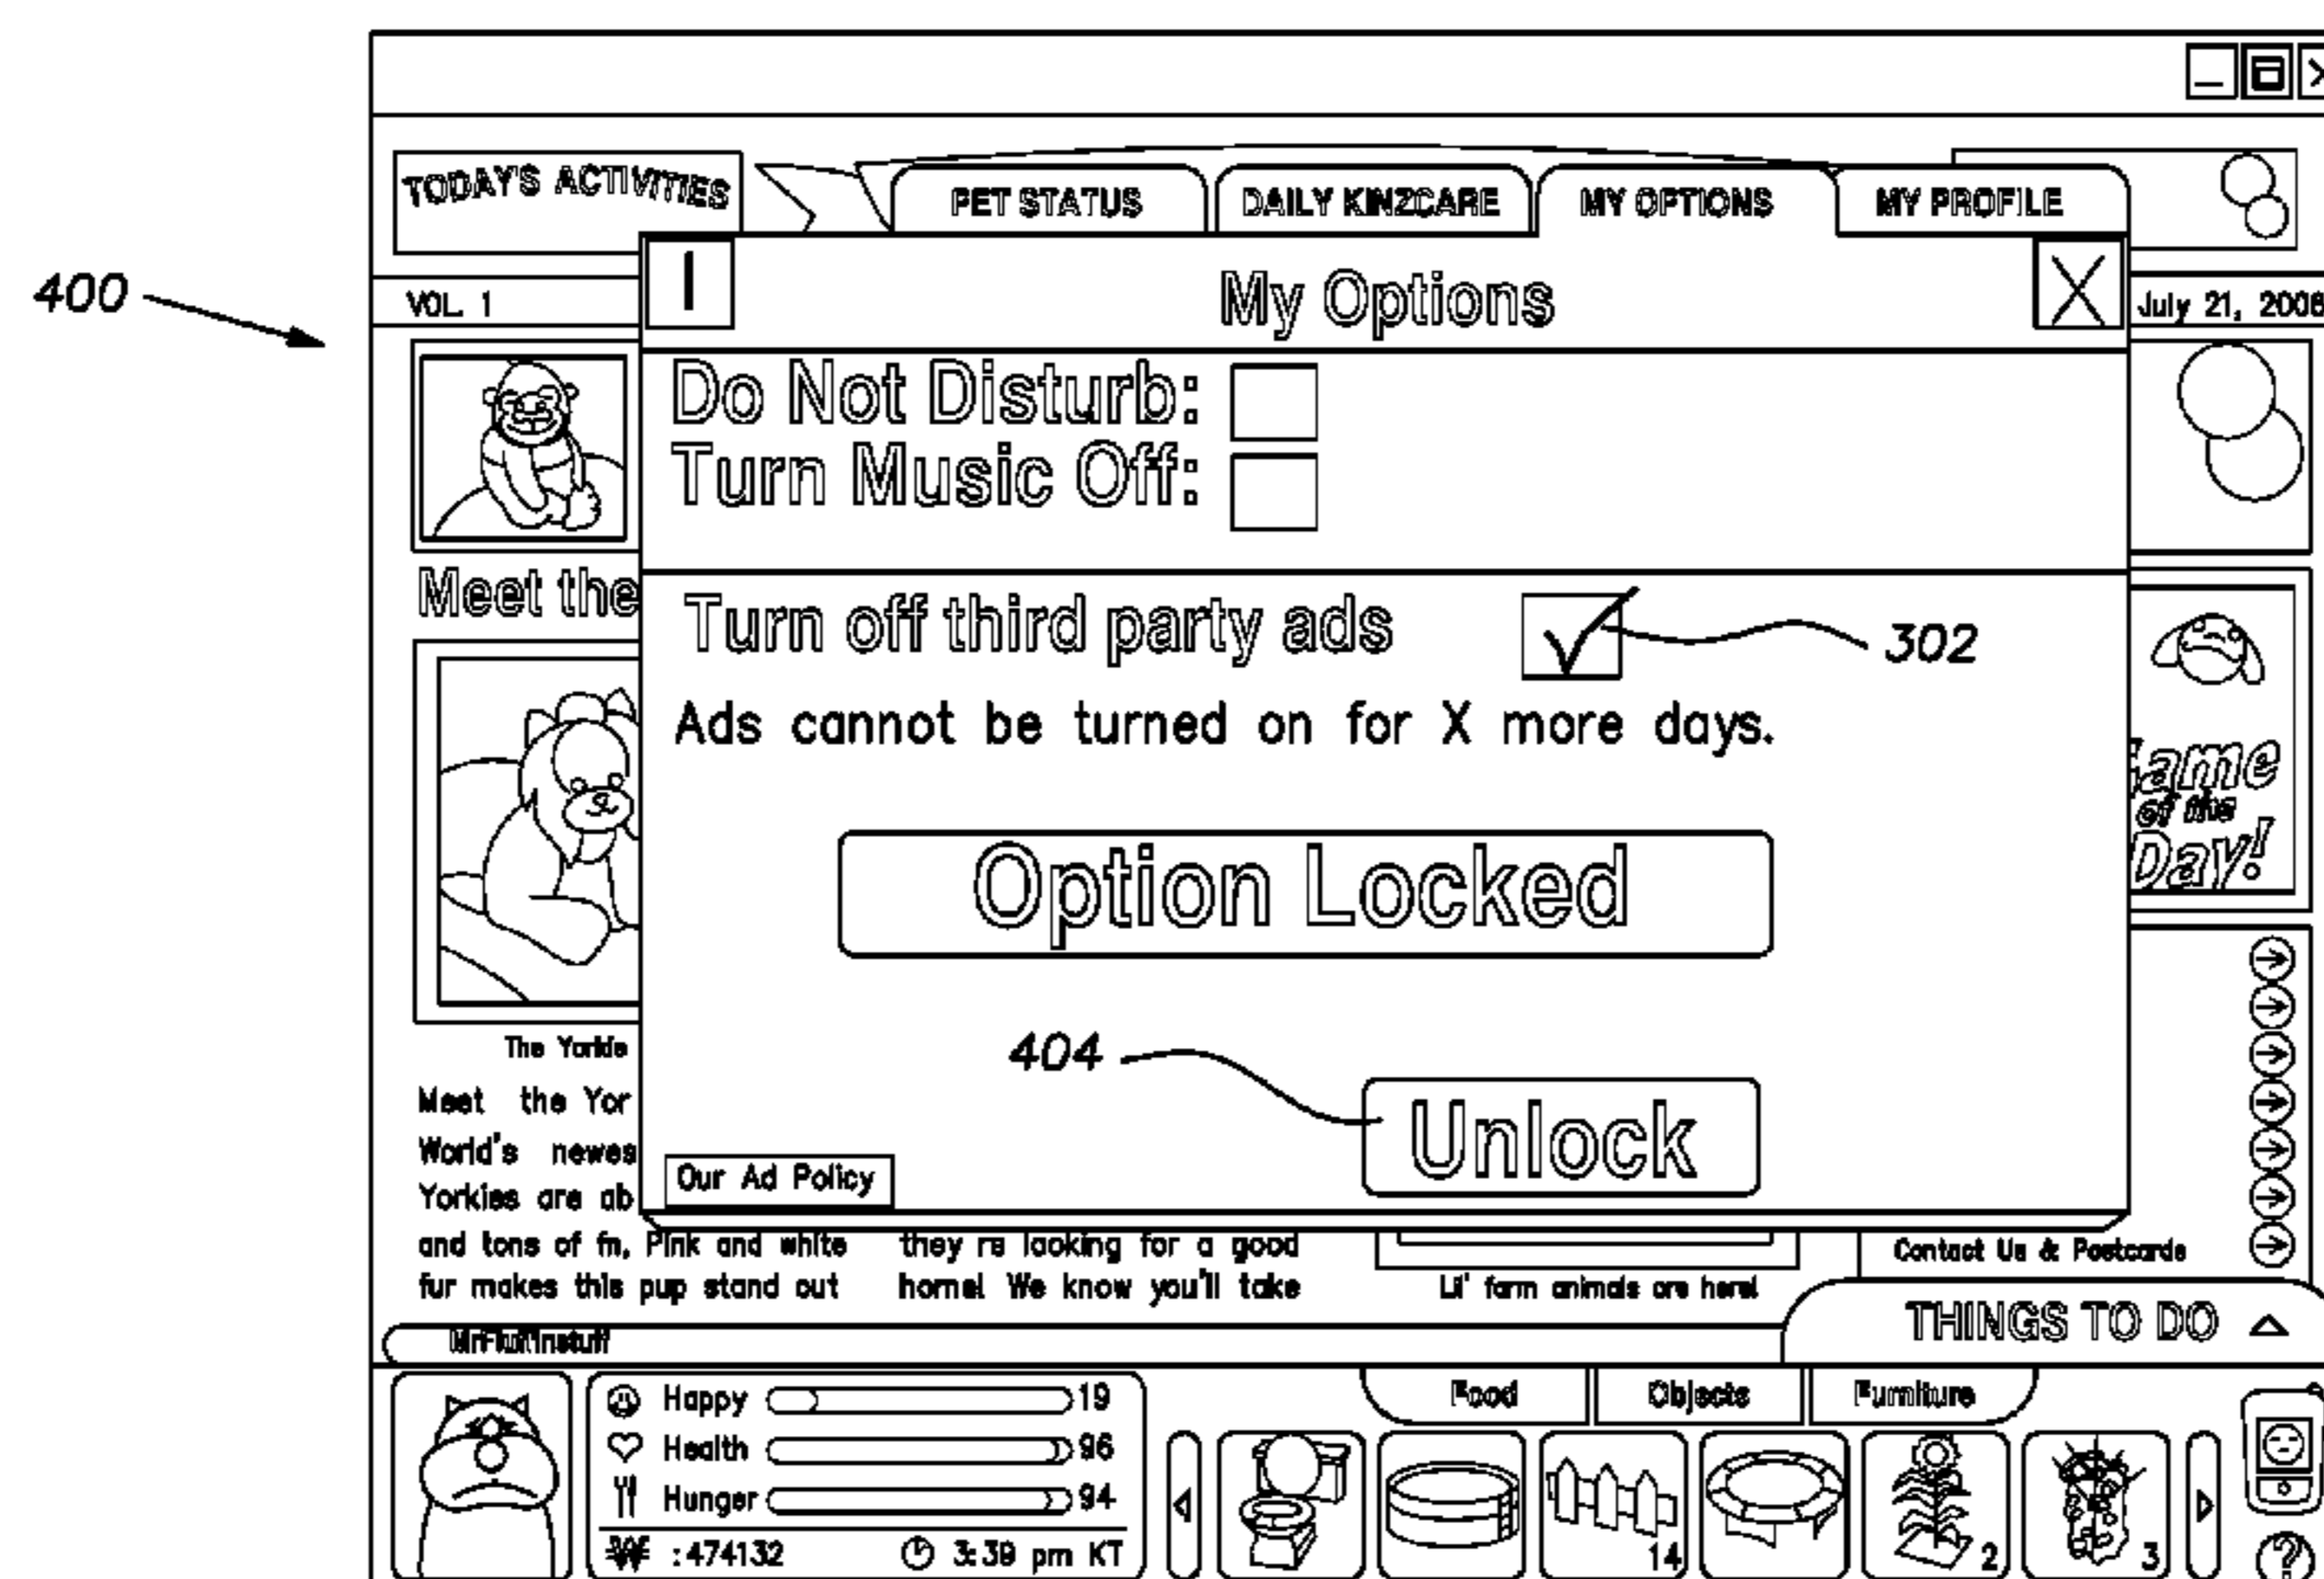 TODAY'S ACTIVITIES
PET STATUS
DAILY KINZCARE
MY OPTIONS
MY PROFILE
400
VOL. 1
My Options
X
July 21, 2008
Do Not Disturb:
Turn Music Off:
Meet the
Turn off third party ads
302
Ads cannot be turned on for X more days.
Game
of the
Day!
Option Locked
404
Unlock
The Yorkie
Meet the Yor
World's newes
Yorkies are ab
Our Ad Policy
and tons of fn, Pink and white
fur makes this pup stand out
they re looking for a good
home! We know you'll take
Lil' farm animals are here!
Contact Us & Postcards
THINGS TO DO
Happy 19
Health 96
Hunger 94
:474132 3:39 pm KT
Food
Objects
Furniture
14
2
3
?